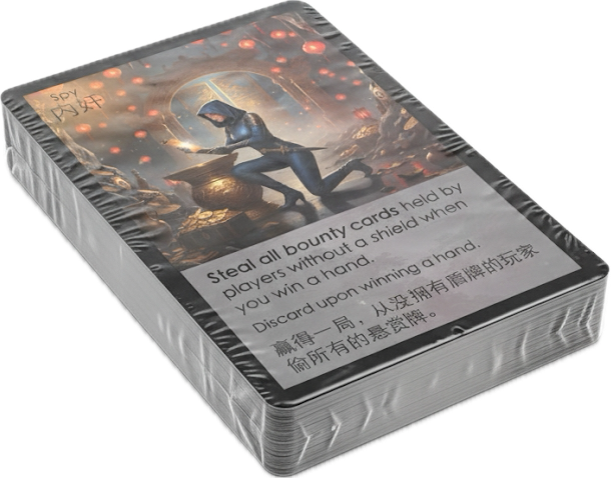 Spy
内奸
Steal all bounty cards held by
players without a shield when
you win a hand.
Discard upon winning a hand.
赢得一局，从没拥有盾牌的玩家
偷所有的悬赏牌。